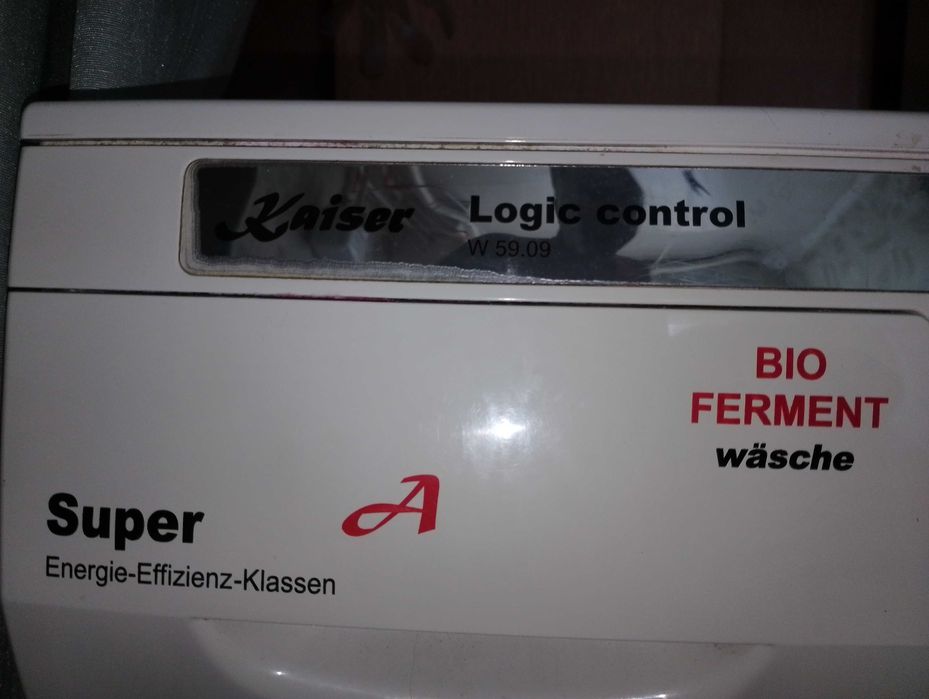 Kaiser Logic control
W 59.09
BIO
FERMENT
wäsche
Super A
Energie-Effizienz-Klassen